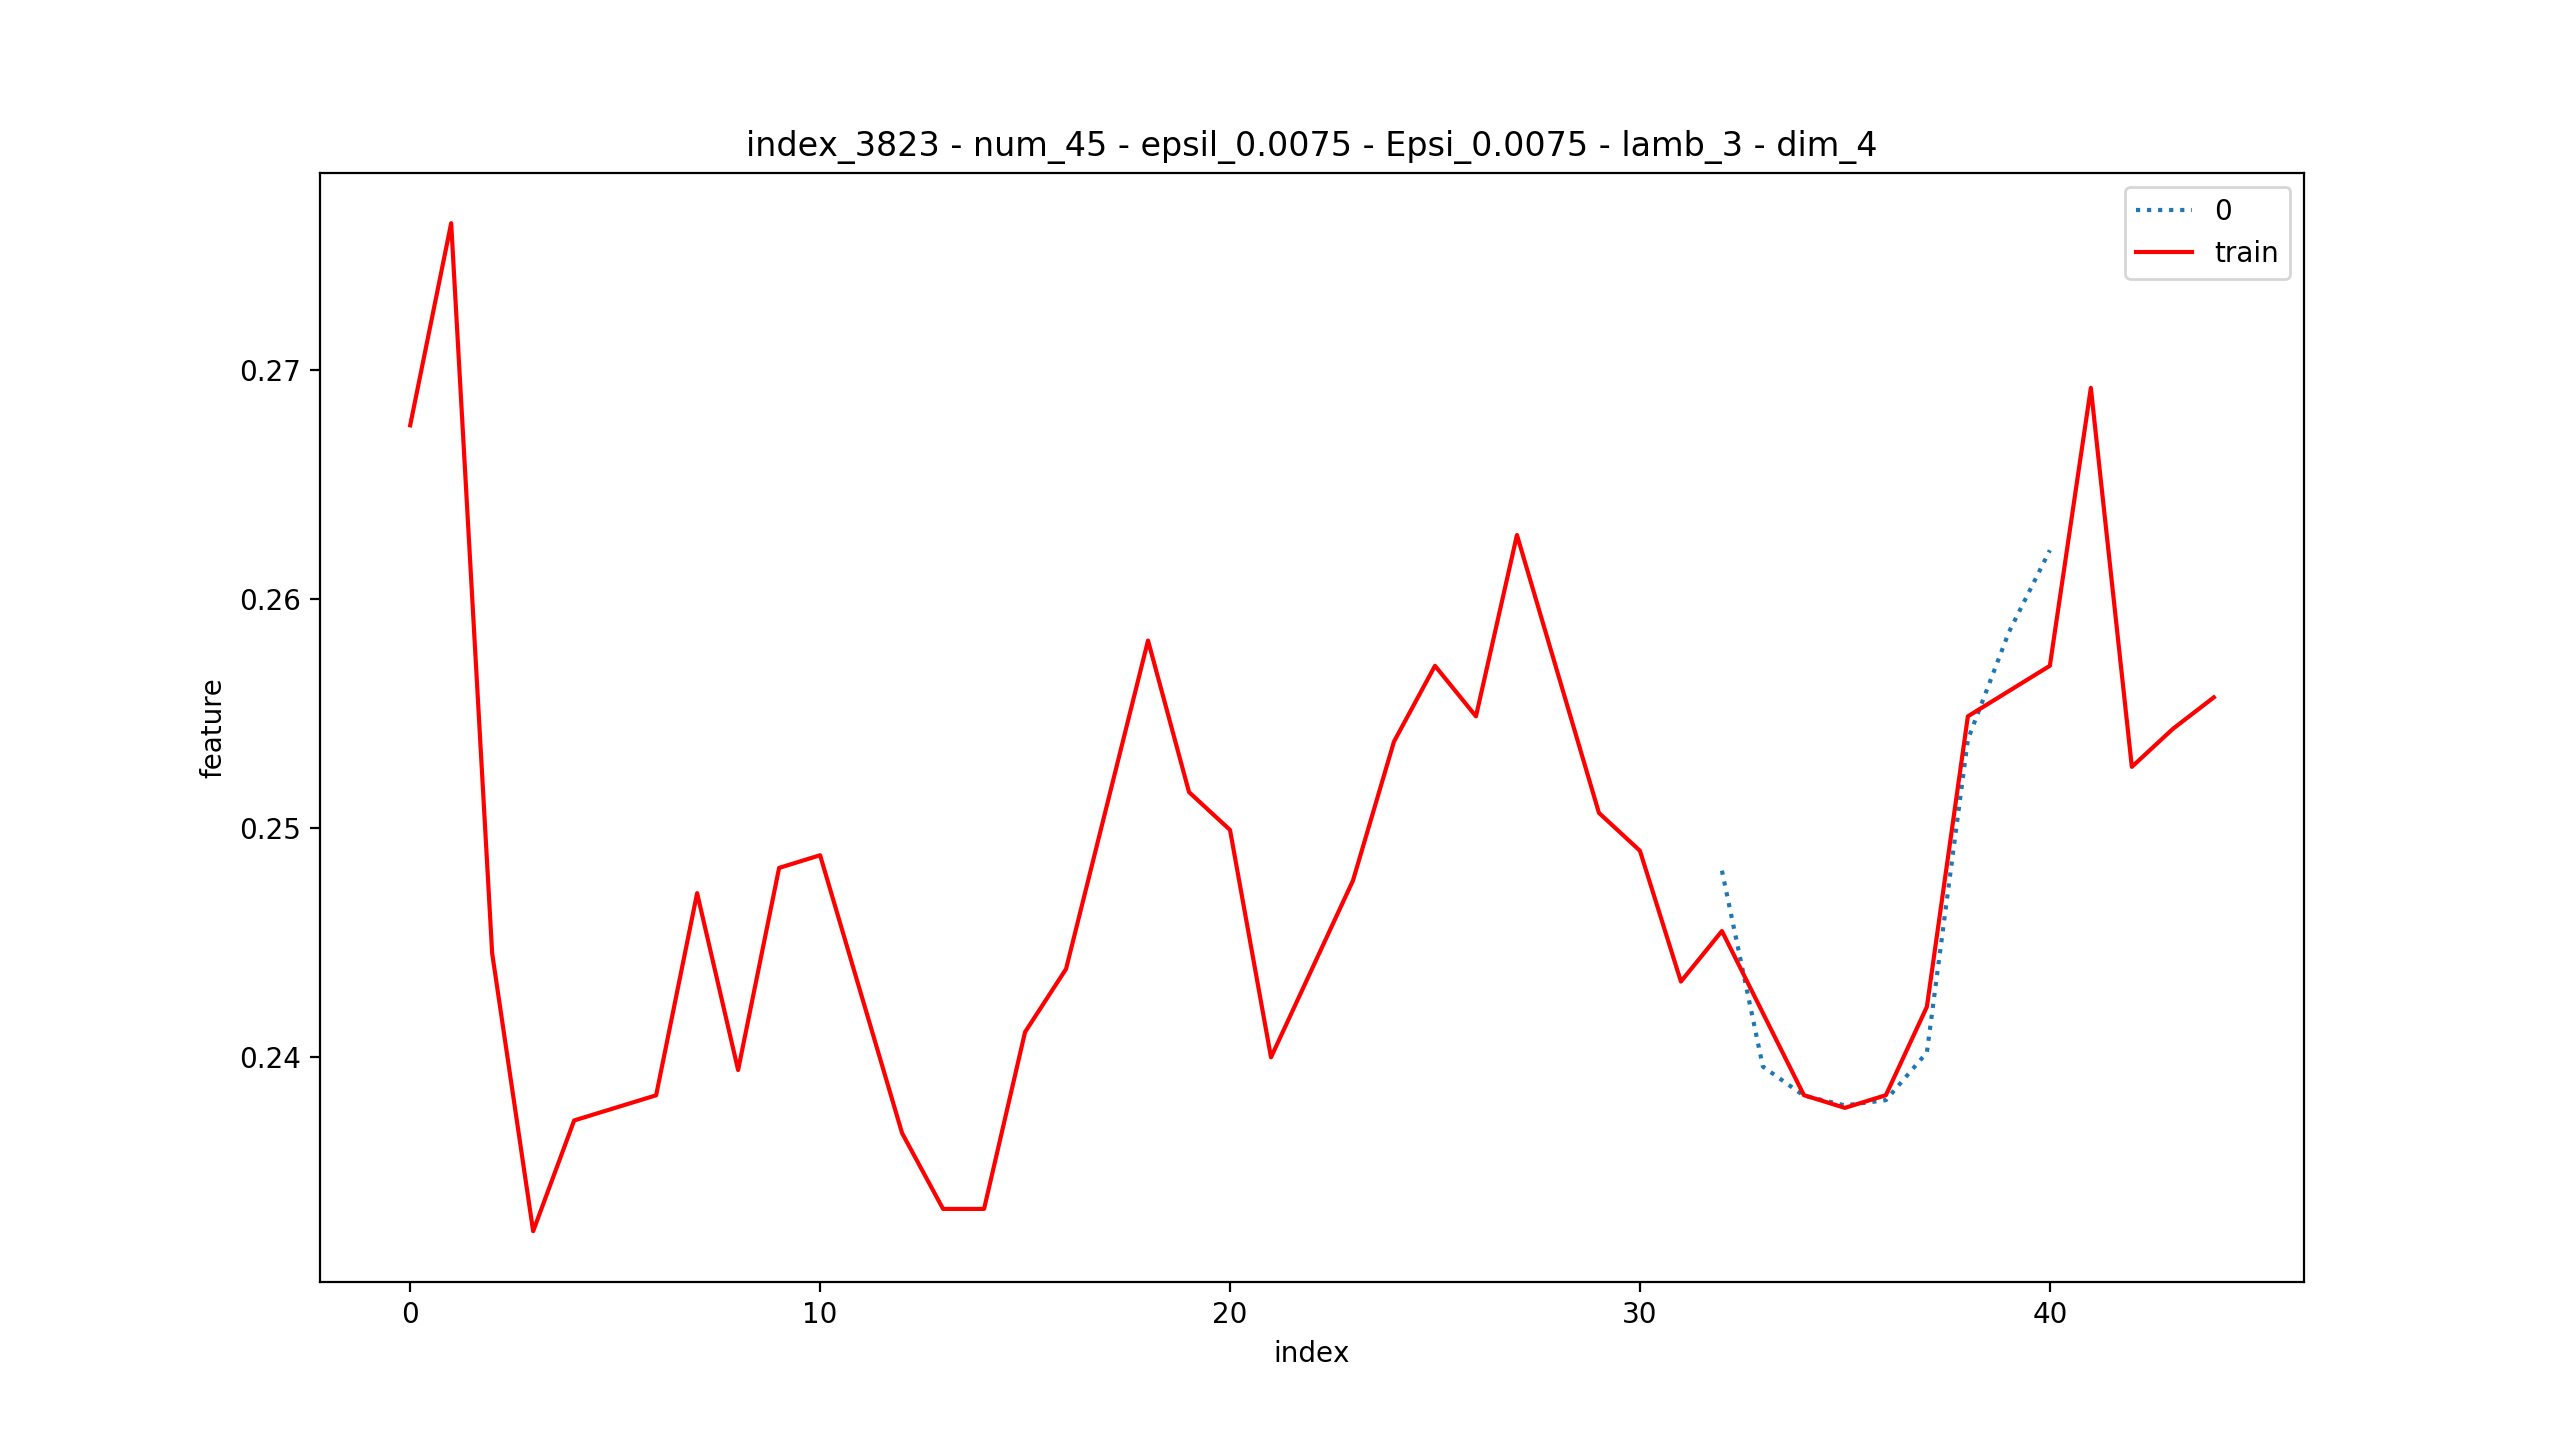 index_3823 - num_45 - epsil_0.0075 - Epsi_0.0075 - lamb_3 - dim_4
0
train
0.27
0.26
0.25
0.24
feature
0 10 20 30 40
index